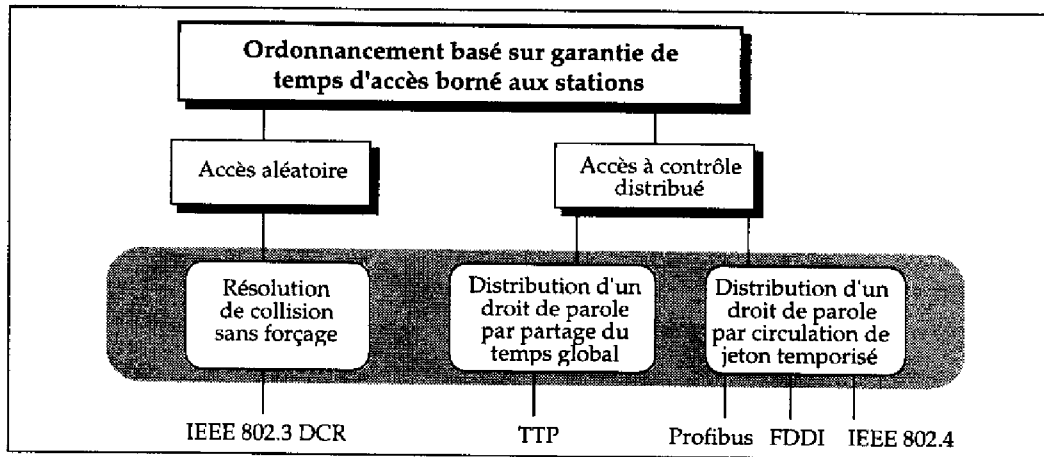 Ordonnancement basé sur garantie de
temps d'accès borné aux stations
Accès aléatoire
Accès à contrôle
distribué
Résolution
de collision
sans forçage
Distribution d'un
droit de parole
par partage du
temps global
Distribution d'un
droit de parole
par circulation de
jeton temporisé
IEEE 802.3 DCR
TTP
Profibus
FDDI
IEEE 802.4